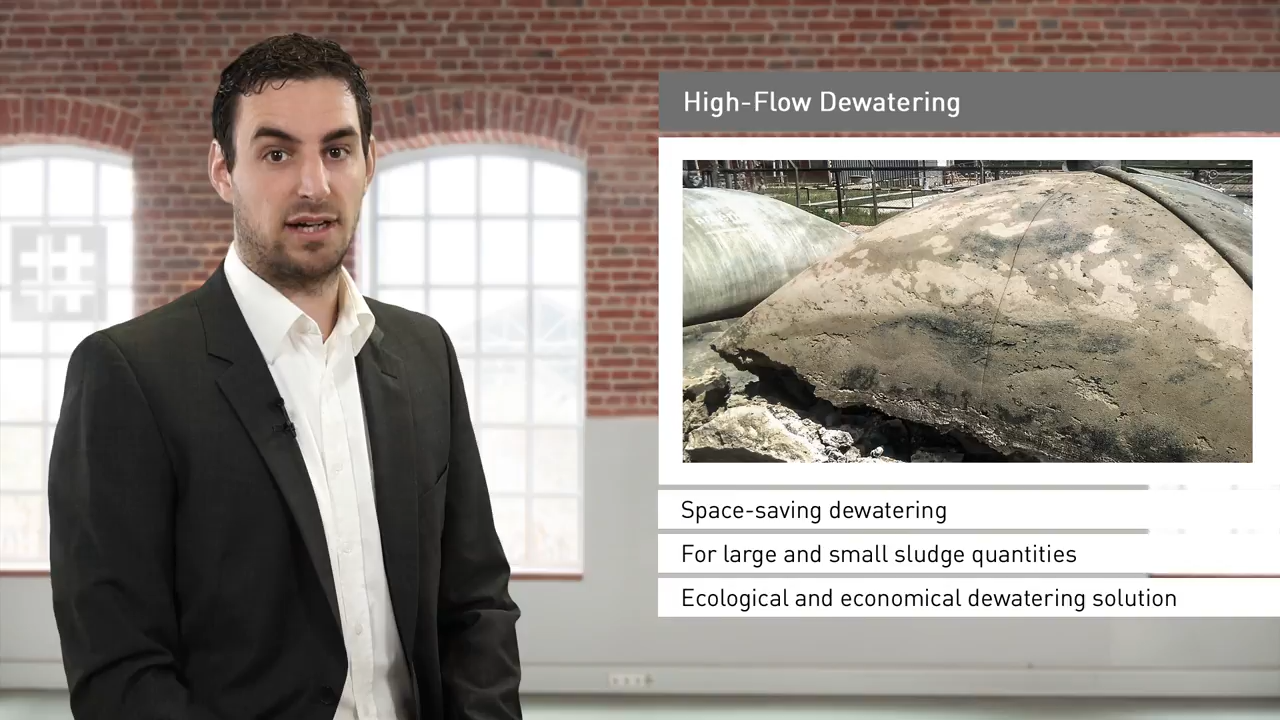 High-Flow Dewatering
Space-saving dewatering
For large and small sludge quantities
Ecological and economical dewatering solution